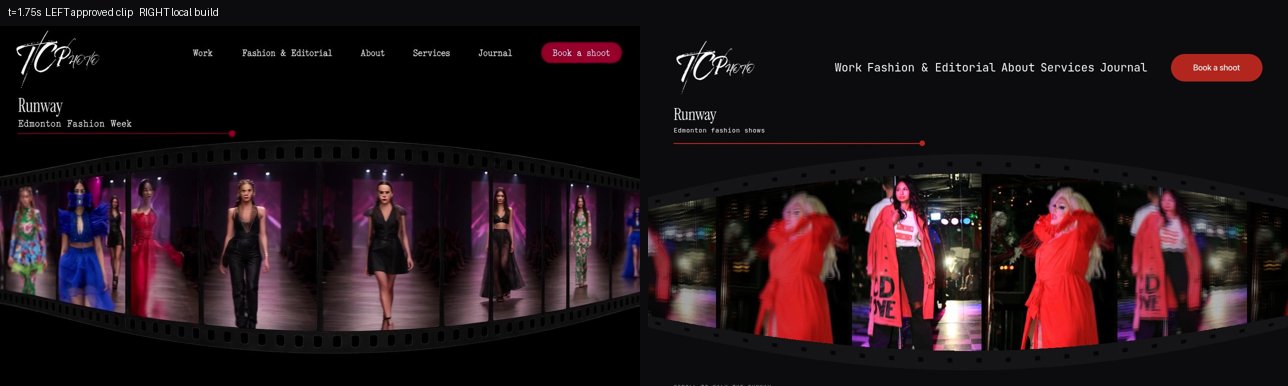 t=1.75s LEFT approved clip RIGHT local build
TCPHOTO
Work Fashion & Editorial About Services Journal Book a shoot
Runway
Edmonton Fashion Week
TCPHOTO
Work Fashion & Editorial About Services Journal Book a shoot
Runway
Edmonton fashion shows